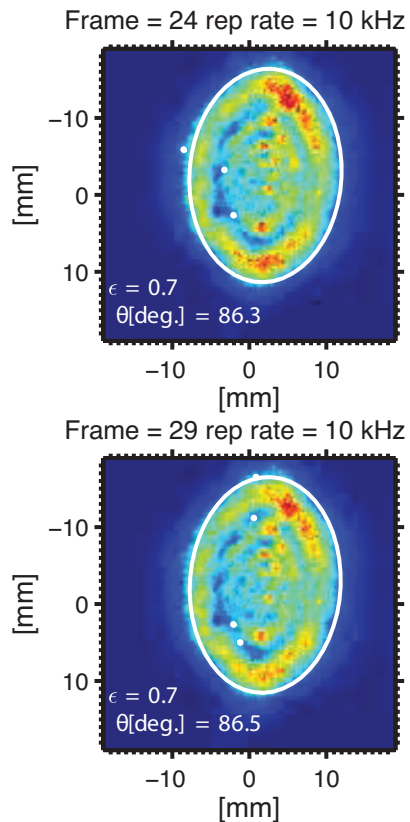 Frame = 24 rep rate = 10 kHz
−10
0
10
[mm]
ϵ = 0.7
θ[deg.] = 86.3
−10 0 10
[mm]
Frame = 29 rep rate = 10 kHz
−10
0
10
[mm]
ϵ = 0.7
θ[deg.] = 86.5
−10 0 10
[mm]